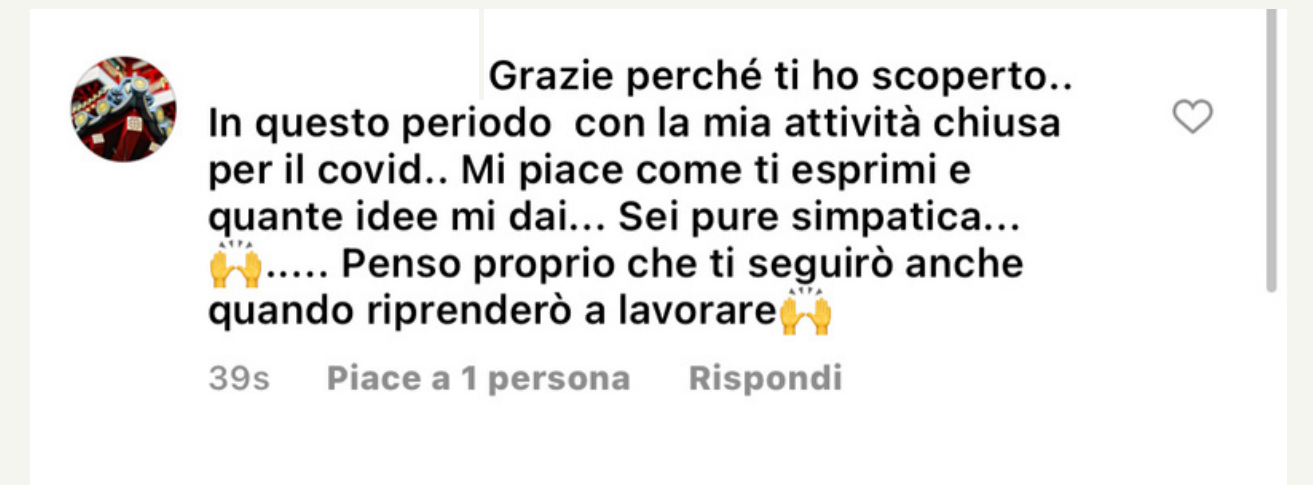 Grazie perché ti ho scoperto..
In questo periodo  con la mia attività chiusa
per il covid.. Mi piace come ti esprimi e
quante idee mi dai... Sei pure simpatica...
🙌..... Penso proprio che ti seguirò anche
quando riprenderò a lavorare🙌
39s Piace a 1 persona Rispondi